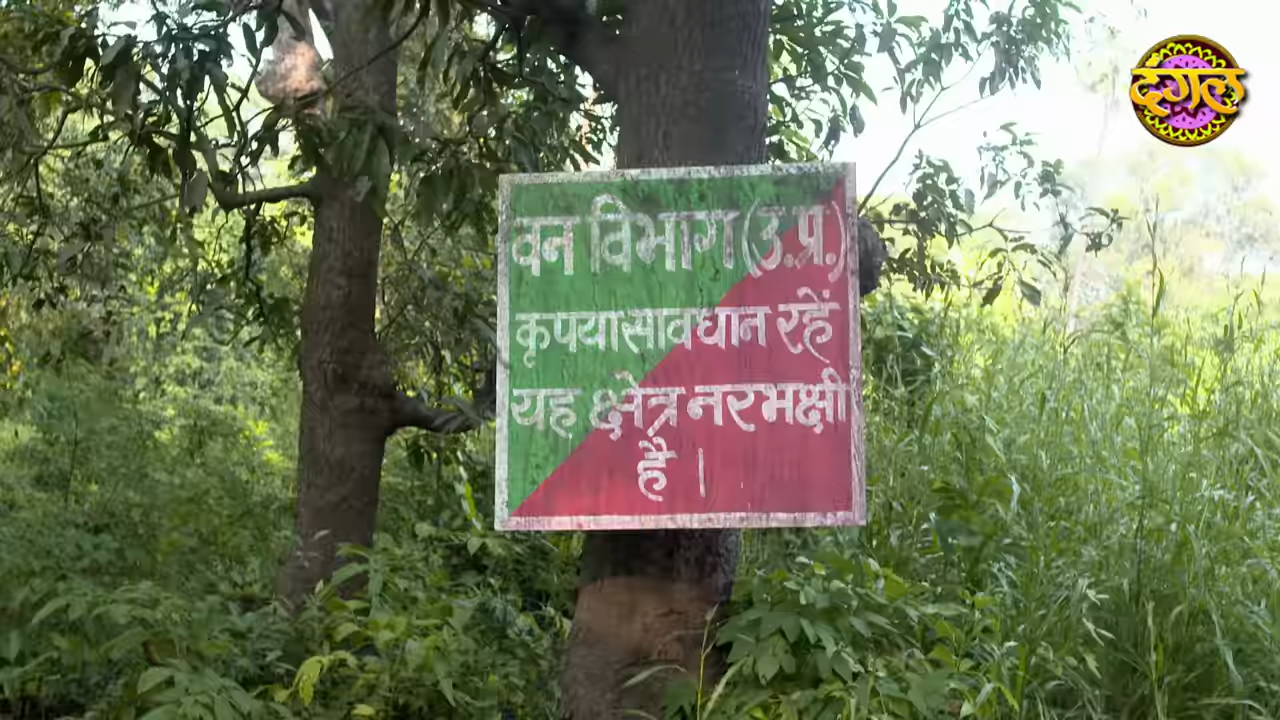 दंगल
वन विभाग (उ.प्र.)
कृपया सावधान रहें
यह क्षेत्र नरभक्षी
है ।